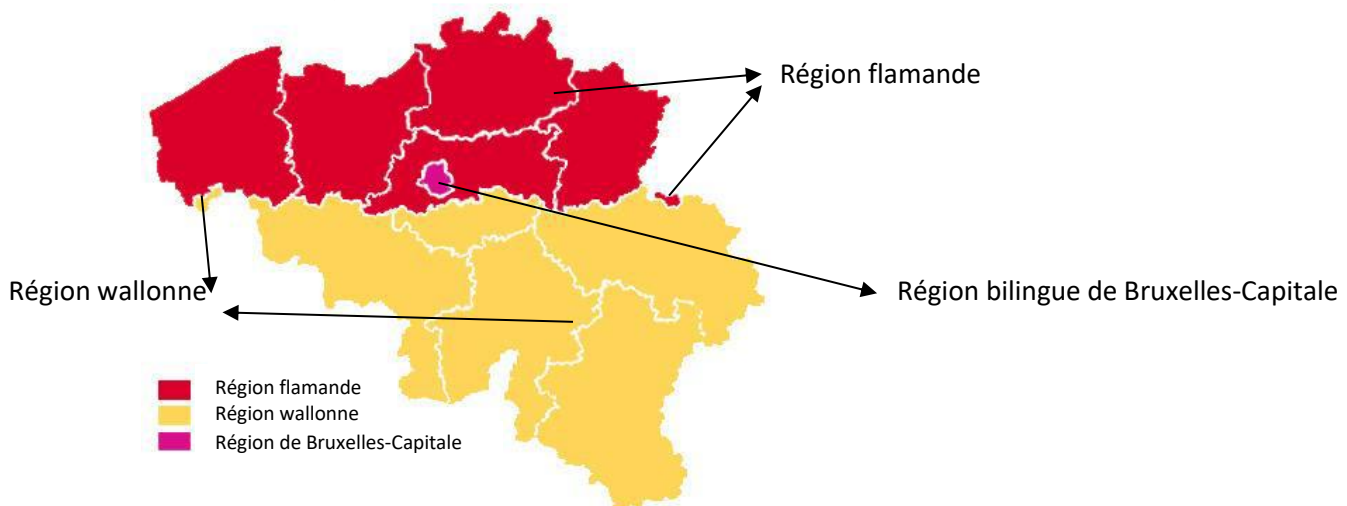 Région flamande
Région wallonne
Région bilingue de Bruxelles-Capitale
Région flamande
Région wallonne
Région de Bruxelles-Capitale